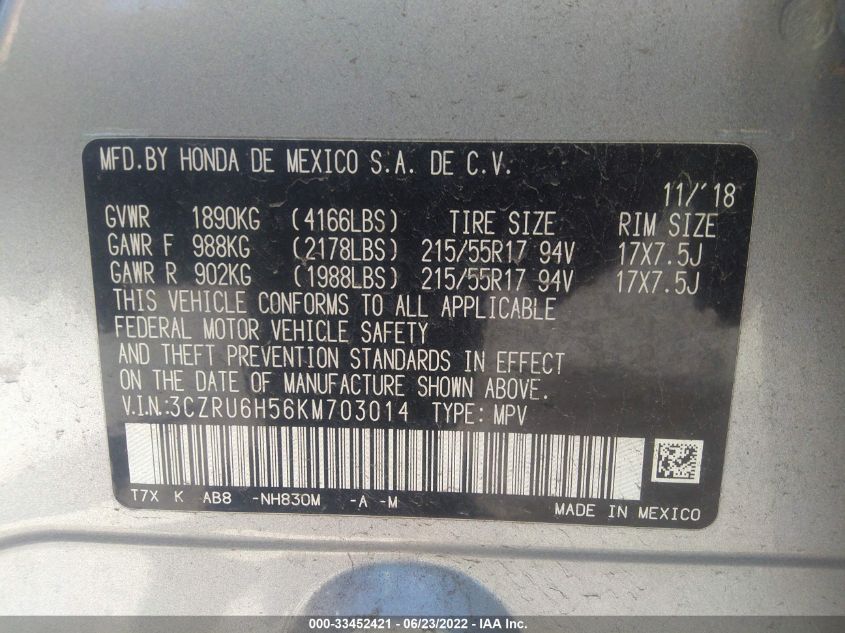 MFD.BY HONDA DE MEXICO S.A. DE C.V.
11/'18
GVWR 1890KG (4166LBS) TIRE SIZE RIM SIZE
GAWR F 988KG (2178LBS) 215/55R17 94V 17X7.5J
GAWR R 902KG (1988LBS) 215/55R17 94V 17X7.5J
THIS VEHICLE CONFORMS TO ALL APPLICABLE
FEDERAL MOTOR VEHICLE SAFETY
AND THEFT PREVENTION STANDARDS IN EFFECT
ON THE DATE OF MANUFACTURE SHOWN ABOVE.
V.I.N.:3CZRU6H56KM703014 TYPE: MPV
T7X K AB8 -NH830M -A -M
MADE IN MEXICO
000-33452421 - 06/23/2022 - IAA Inc.